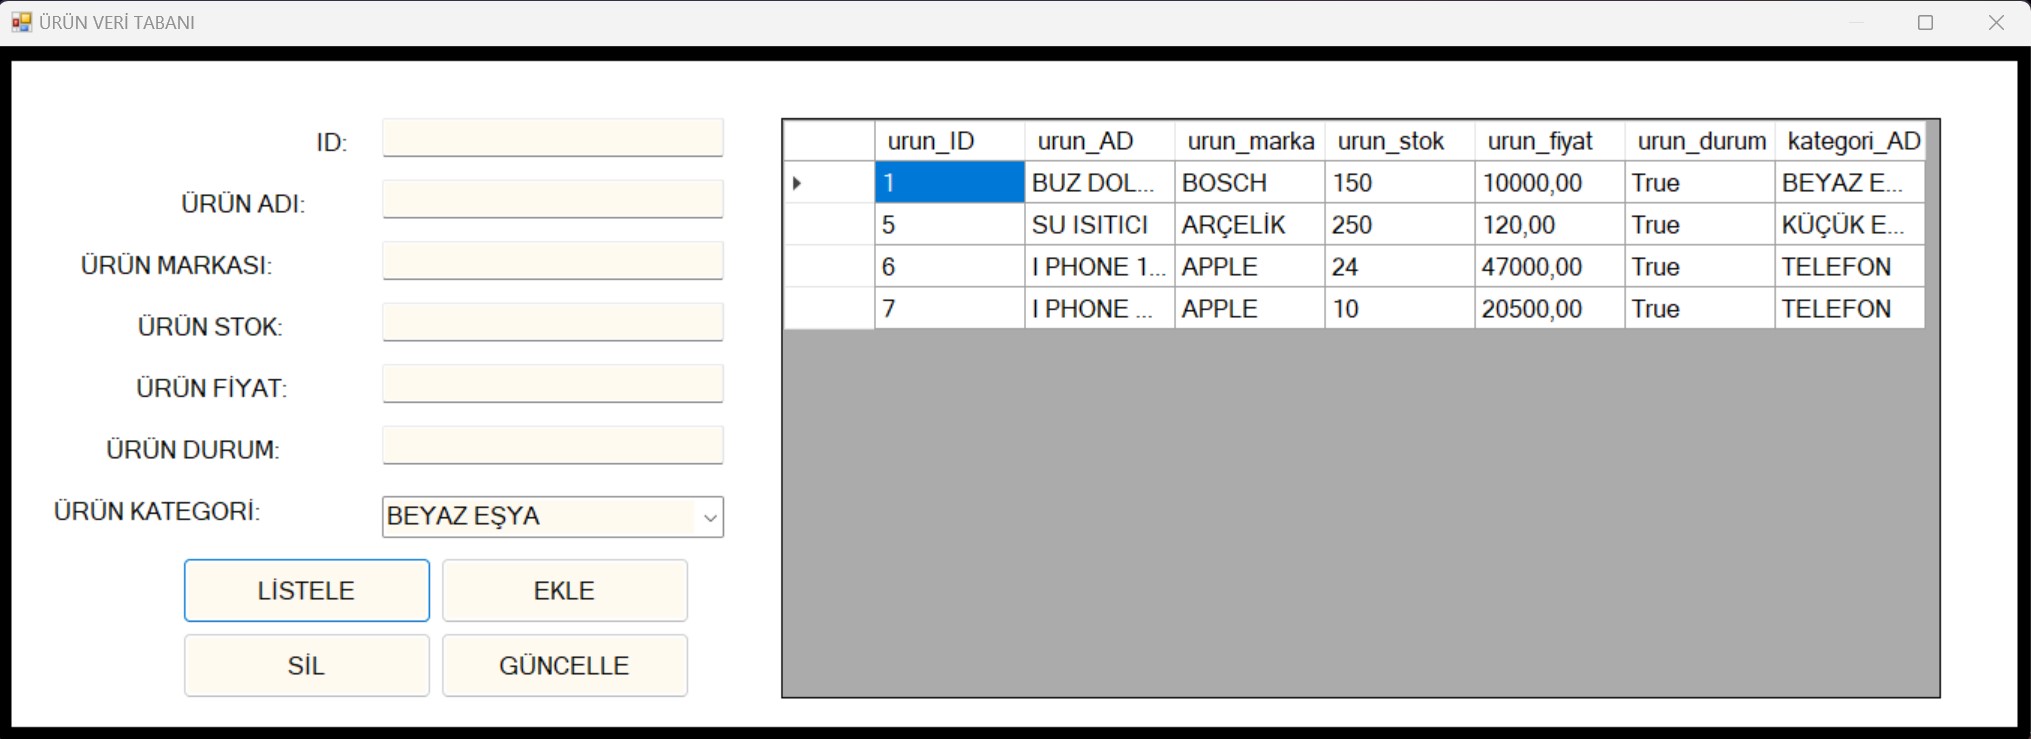 ÜRÜN VERİ TABANI
ID:
ÜRÜN ADI:
ÜRÜN MARKASI:
ÜRÜN STOK:
ÜRÜN FİYAT:
ÜRÜN DURUM:
ÜRÜN KATEGORİ: BEYAZ EŞYA
LİSTELE EKLE
SİL GÜNCELLE
urun_ID urun_AD urun_marka urun_stok urun_fiyat urun_durum kategori_AD
1 BUZ DOL... BOSCH 150 10000,00 True BEYAZ E...
5 SU ISITICI ARÇELİK 250 120,00 True KÜÇÜK E...
6 I PHONE 1... APPLE 24 47000,00 True TELEFON
7 I PHONE ... APPLE 10 20500,00 True TELEFON